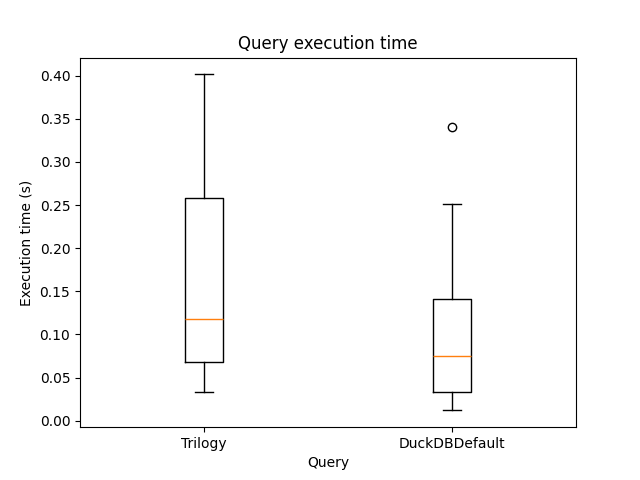 Query execution time
Execution time (s)
0.40
0.35
0.30
0.25
0.20
0.15
0.10
0.05
0.00
Trilogy
DuckDBDefault
Query